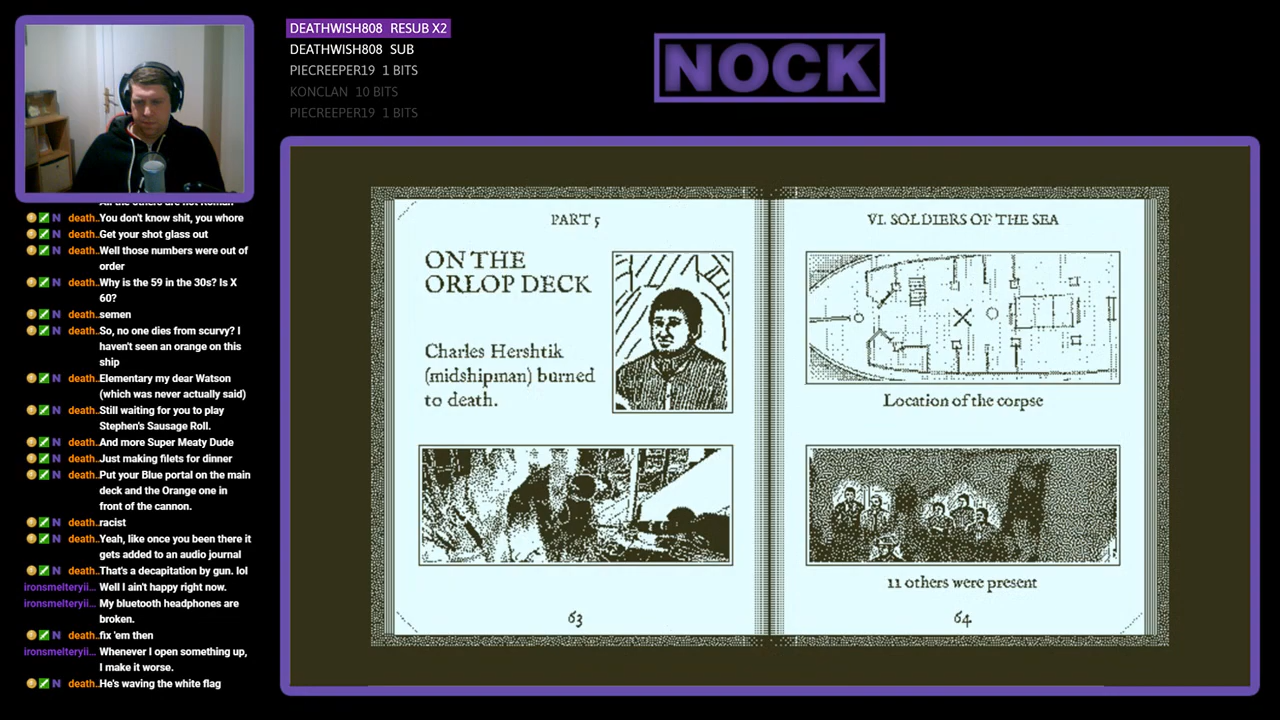 DEATHWISH808 RESUB X2
DEATHWISH808 SUB
PIECREEPER19 1 BITS
KONCLAN 10 BITS
PIECREEPER19 1 BITS
NOCK
death.. You don't know shit, you whore
death.. Get your shot glass out
death.. Well those numbers were out of
order
death.. Why is the 59 in the 30s? Is X
60?
death.. semen
death.. So, no one dies from scurvy? I
haven't seen an orange on this
ship
death.. Elementary my dear Watson
(which was never actually said)
death.. Still waiting for you to play
Stephen's Sausage Roll.
death.. And more Super Meaty Dude
death.. Just making filets for dinner
death.. Put your Blue portal on the main
deck and the Orange one in
front of the cannon.
death.. racist
death.. Yeah, like once you been there it
gets added to an audio journal
death.. That's a decapitation by gun. lol
ironsmelteryii... Well I ain't happy right now.
ironsmelteryii... My bluetooth headphones are
broken.
death.. fix 'em then
ironsmelteryii... Whenever I open something up,
I make it worse.
death.. He's waving the white flag
PART 5
ON THE
ORLOP DECK
Charles Hershtik
(midshipman) burned
to death.
63
VI. SOLDIERS OF THE SEA
Location of the corpse
11 others were present
64